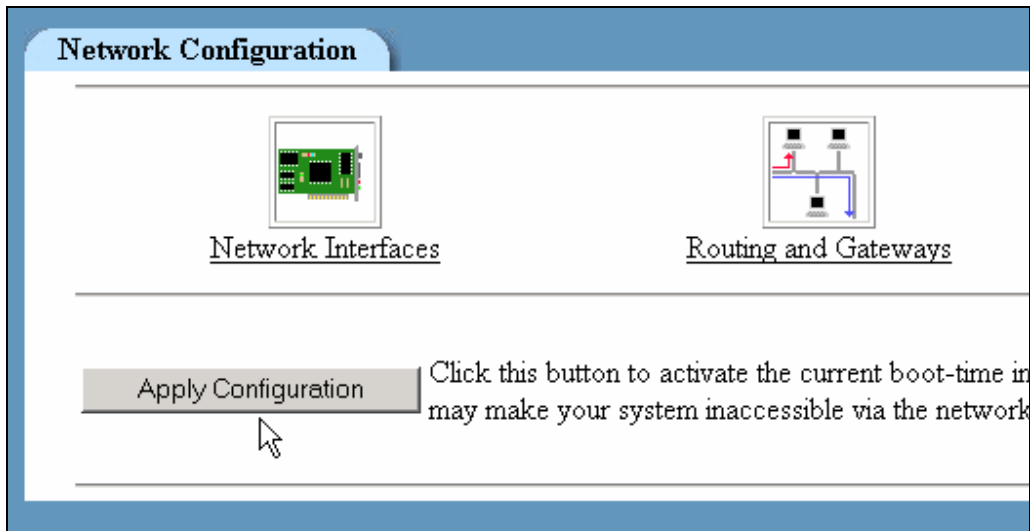 Network Configuration
Network Interfaces
Routing and Gateways
Apply Configuration
Click this button to activate the current boot-time in
may make your system inaccessible via the network